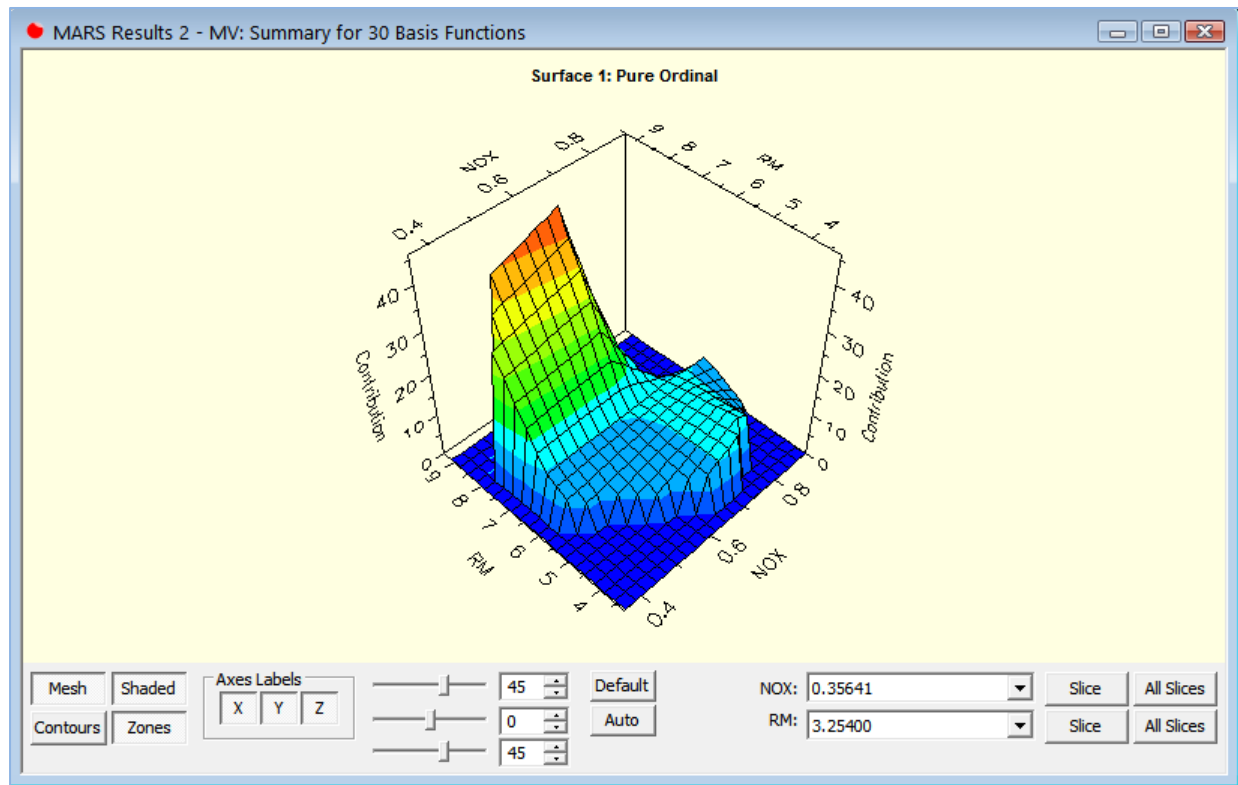 MARS Results 2 - MV: Summary for 30 Basis Functions
Surface 1: Pure Ordinal
NOX
0.4 0.6 0.8
RM
9 8 7 6 5 4
Contribution
40
30
20
10
0
Contribution
40
30
20
10
0
RM
9 8 7 6 5 4
NOX
0.4 0.6 0.8
Mesh Shaded
Contours Zones
Axes Labels
X Y Z
45
0
45
Default
Auto
NOX: 0.35641 Slice All Slices
RM: 3.25400 Slice All Slices